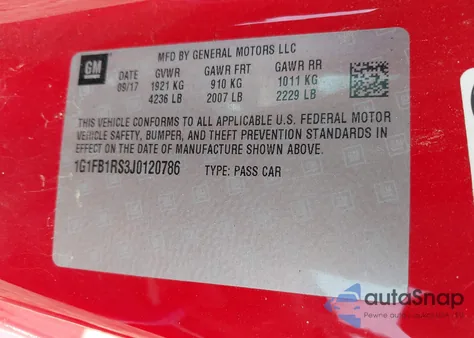 GM
MFD BY GENERAL MOTORS LLC
DATE GVWR GAWR FRT GAWR RR
09/17 1921 KG 910 KG 1011 KG
4236 LB 2007 LB 2229 LB
THIS VEHICLE CONFORMS TO ALL APPLICABLE U.S. FEDERAL MOTOR
VEHICLE SAFETY, BUMPER, AND THEFT PREVENTION STANDARDS IN
EFFECT ON THE DATE OF MANUFACTURE SHOWN ABOVE.
1G1FB1RS3J0120786 TYPE: PASS CAR
autoSnap